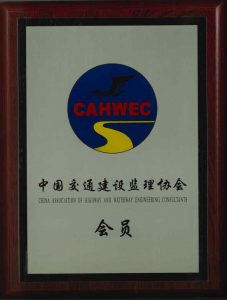 CAHWEC
中国交通建设监理协会
CHINA ASSOCIATION OF HIGHWAY AND WATERWAY ENGINEERING CONSULTANTS
会员